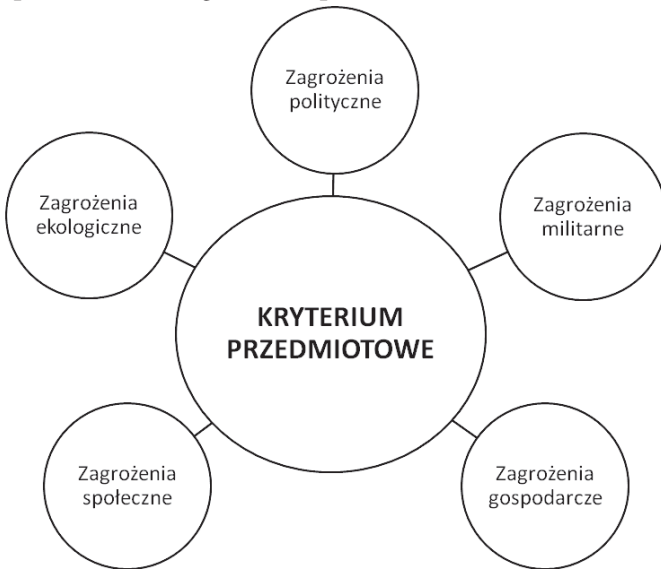 Zagrożenia
polityczne
Zagrożenia
ekologiczne
Zagrożenia
militarne
KRYTERIUM
PRZEDMIOTOWE
Zagrożenia
społeczne
Zagrożenia
gospodarcze